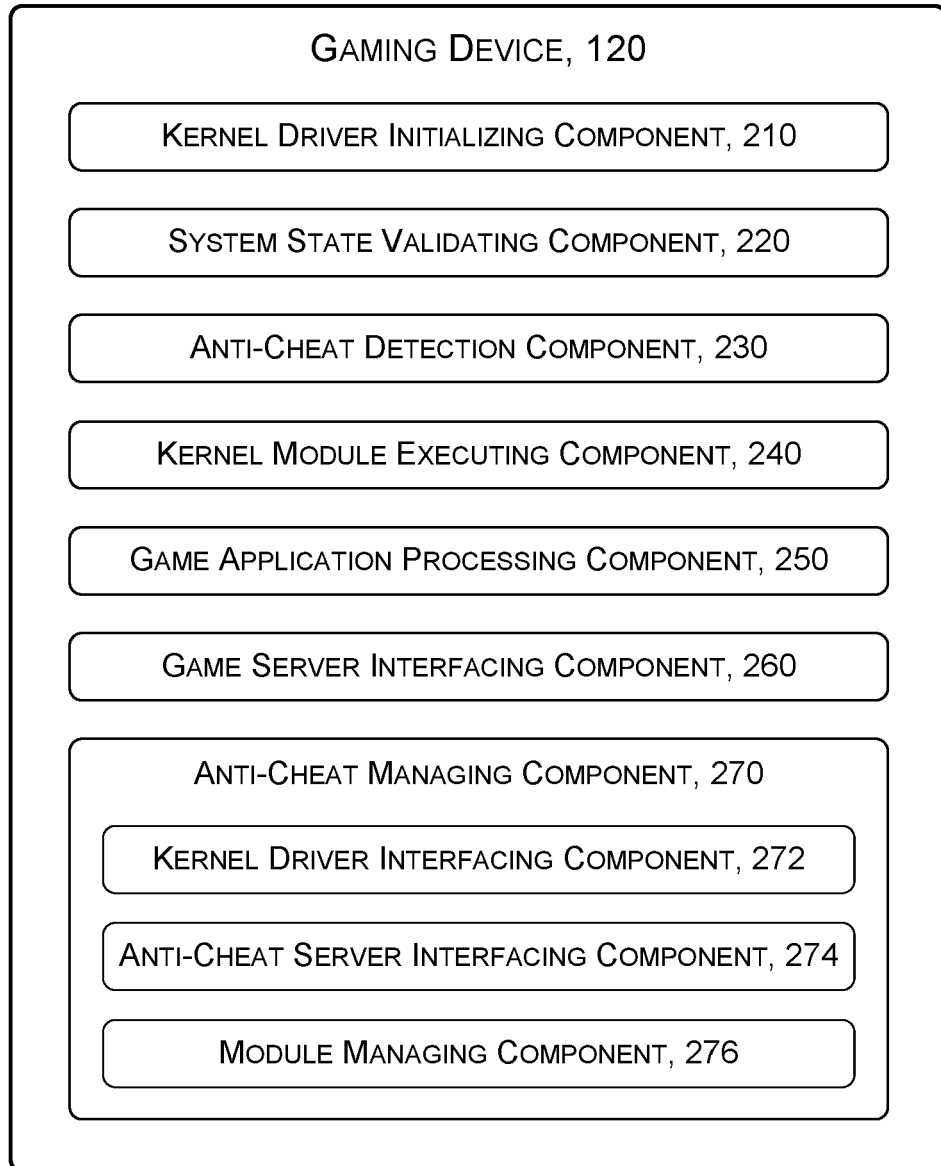 GAMING DEVICE, 120
KERNEL DRIVER INITIALIZING COMPONENT, 210
SYSTEM STATE VALIDATING COMPONENT, 220
ANTI-CHEAT DETECTION COMPONENT, 230
KERNEL MODULE EXECUTING COMPONENT, 240
GAME APPLICATION PROCESSING COMPONENT, 250
GAME SERVER INTERFACING COMPONENT, 260
ANTI-CHEAT MANAGING COMPONENT, 270
KERNEL DRIVER INTERFACING COMPONENT, 272
ANTI-CHEAT SERVER INTERFACING COMPONENT, 274
MODULE MANAGING COMPONENT, 276